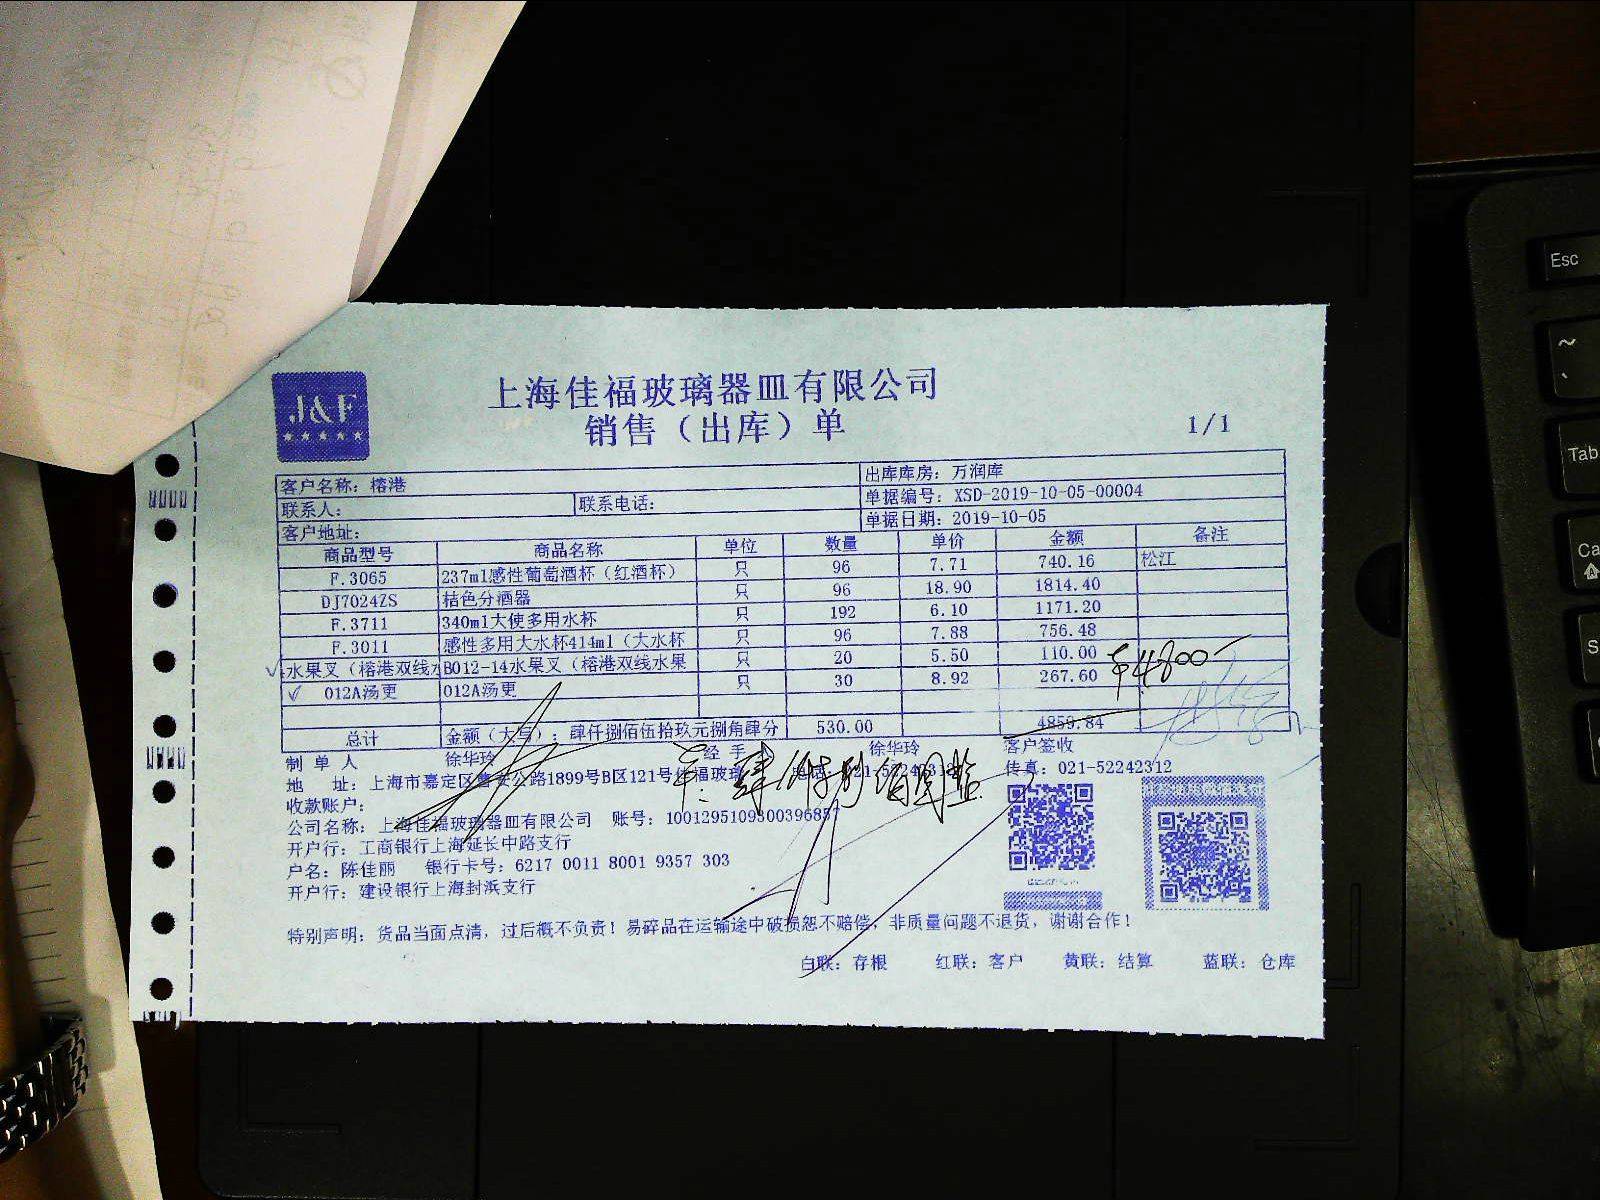 J&F
上海佳福玻璃器皿有限公司
销售（出库）单
1/1
客户名称：榕港
出库库房：万润库
联系人：
联系电话：
单据编号：XSD-2019-10-05-00004
客户地址：
单据日期：2019-10-05
商品型号 商品名称 单位 数量 单价 金额 备注
F.3065 237ml感性葡萄酒杯（红酒杯） 只 96 7.71 740.16 松江
DJ7024ZS 桔色分酒器 只 96 18.90 1814.40
F.3711 340ml大使多用水杯 只 192 6.10 1171.20
F.3011 感性多用大水杯414ml（大水杯 只 96 7.88 756.48
水果叉（榕港双线水 B012-14水果叉（榕港双线水果 只 20 5.50 110.00
012A汤更 012A汤更 只 30 8.92 267.60
¥4800-
总计 金额（大写）：肆仟捌佰伍拾玖元捌角肆分 530.00 4859.84
制单人 徐华玲 经手 徐华玲 客户签收
地 址：上海市嘉定区曹安公路1899号B区121号佳福玻璃 传真：021-52242312
收款账户：
公司名称：上海佳福玻璃器皿有限公司 账号：1001295109300396857
开户行：工商银行上海延长中路支行
户名：陈佳丽 银行卡号：6217 0011 8001 9357 303
开户行：建设银行上海封浜支行
特别声明：货品当面点清，过后概不负责！易碎品在运输途中破损恕不赔偿，非质量问题不退货，谢谢合作！
白联：存根 红联：客户 黄联：结算 蓝联：仓库
Esc
~
Tab